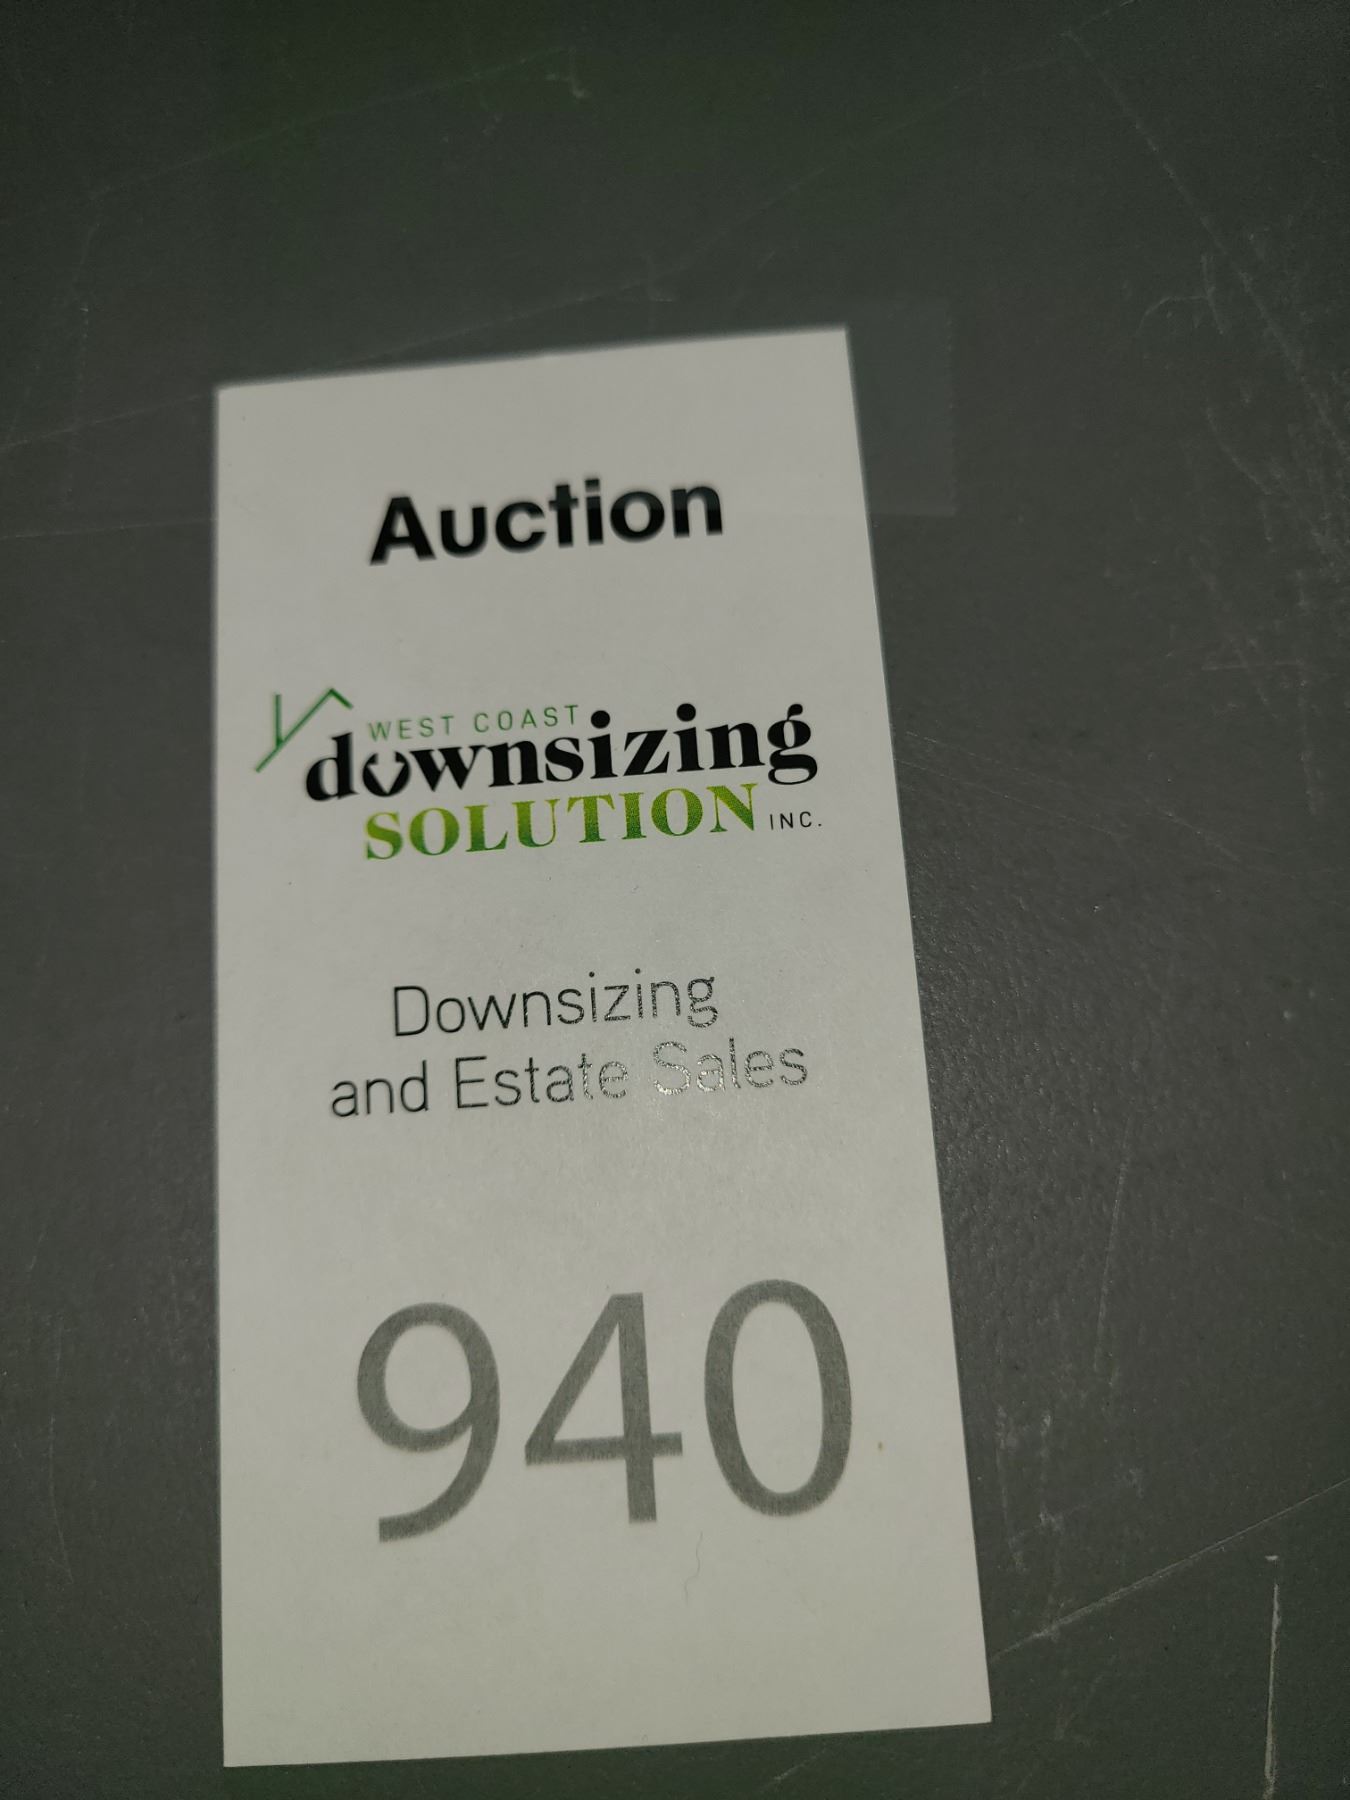 Auction
WEST COAST
downsizing
SOLUTION INC.
Downsizing
and Estate Sales
940